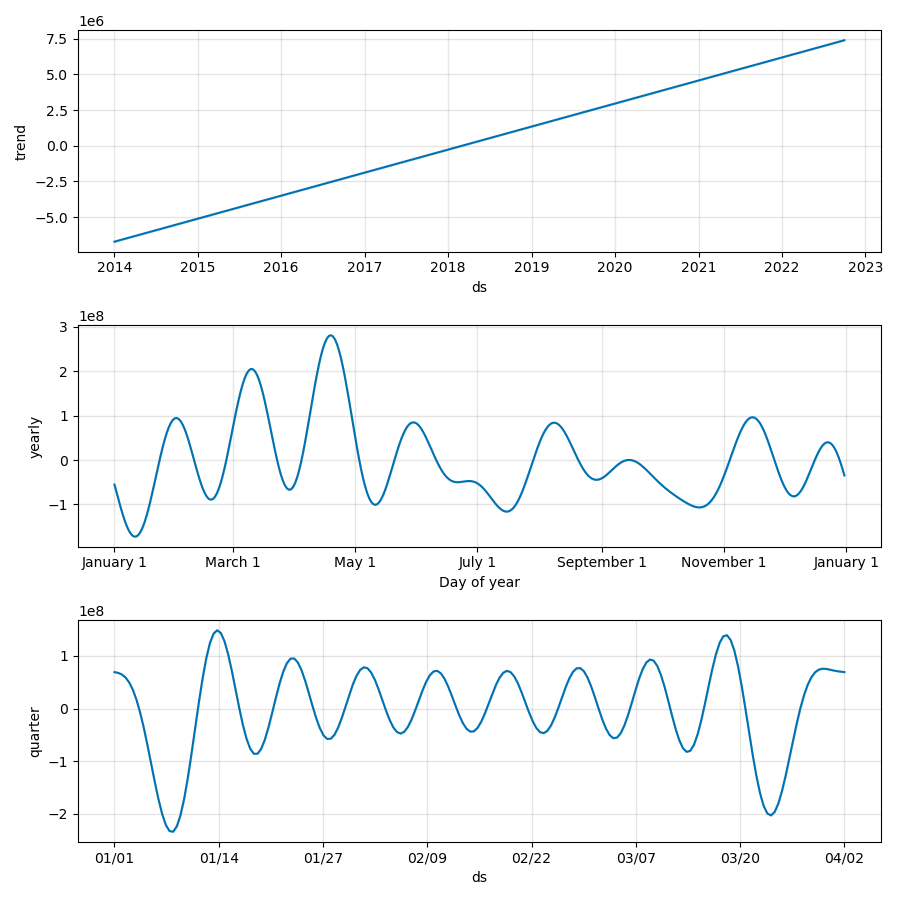 1e6
7.5
5.0
2.5
0.0
−2.5
−5.0
trend
2014 2015 2016 2017 2018 2019 2020 2021 2022 2023
ds
1e8
3
2
1
0
−1
yearly
January 1 March 1 May 1 July 1 September 1 November 1 January 1
Day of year
1e8
1
0
−1
−2
quarter
01/01 01/14 01/27 02/09 02/22 03/07 03/20 04/02
ds